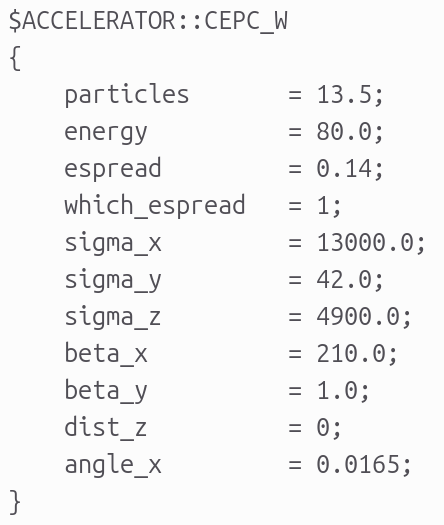 $ACCELERATOR::CEPC_W
{
    particles       = 13.5;
    energy          = 80.0;
    espread         = 0.14;
    which_espread   = 1;
    sigma_x         = 13000.0;
    sigma_y         = 42.0;
    sigma_z         = 4900.0;
    beta_x          = 210.0;
    beta_y          = 1.0;
    dist_z          = 0;
    angle_x         = 0.0165;
}